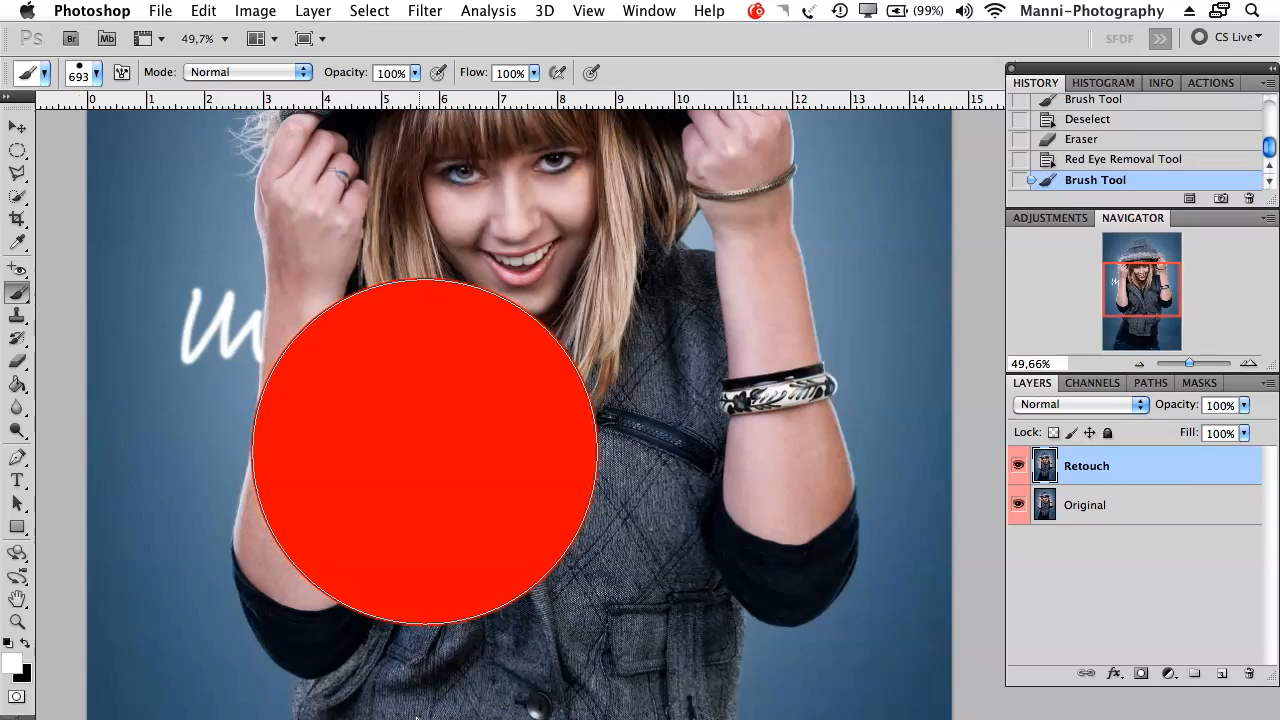 Photoshop File Edit Image Layer Select Filter Analysis 3D View Window Help (99%) Manni-Photography
Ps Br Mb 49,7% SFDF CS Live
693 Mode: Normal Opacity: 100% Flow: 100%
0 1 2 3 4 5 6 7 8 9 10 11 12 13 14 15
HISTORY HISTOGRAM INFO ACTIONS
Brush Tool
Deselect
Eraser
Red Eye Removal Tool
Brush Tool
ADJUSTMENTS NAVIGATOR
49,66%
LAYERS CHANNELS PATHS MASKS
Normal Opacity: 100%
Lock: Fill: 100%
Retouch
Original